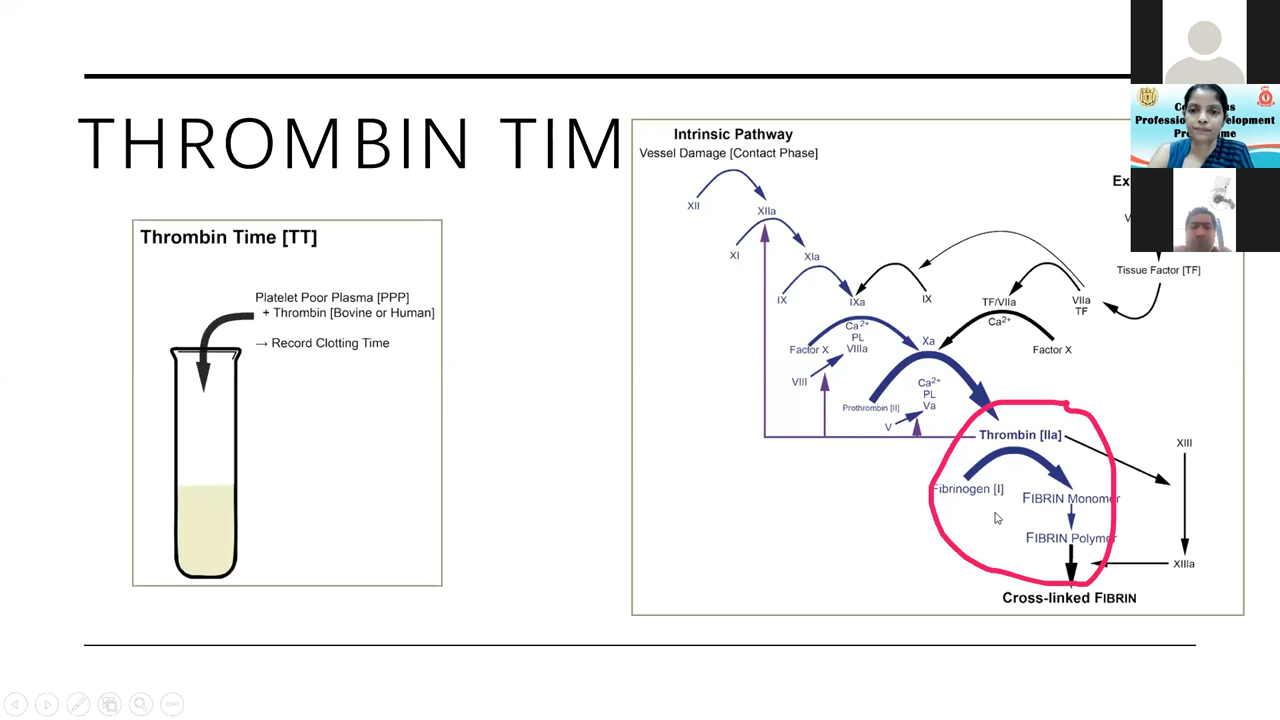 THROMBIN TIM
Thrombin Time [TT]
Platelet Poor Plasma [PPP]
+ Thrombin [Bovine or Human]
→ Record Clotting Time
Intrinsic Pathway
Vessel Damage [Contact Phase]
Ex
V
XII
XIIa
XI
XIa
Tissue Factor [TF]
IX
IXa
IX
TF/VIIa
VIIa
TF
Ca2+
PL
VIIIa
Ca2+
Factor X
Xa
Factor X
VIII
Ca2+
PL
Va
Prothrombin [II]
V
Thrombin [IIa]
XIII
Fibrinogen [I]
FIBRIN Monomer
FIBRIN Polymer
XIIIa
Cross-linked FIBRIN
Professional Development